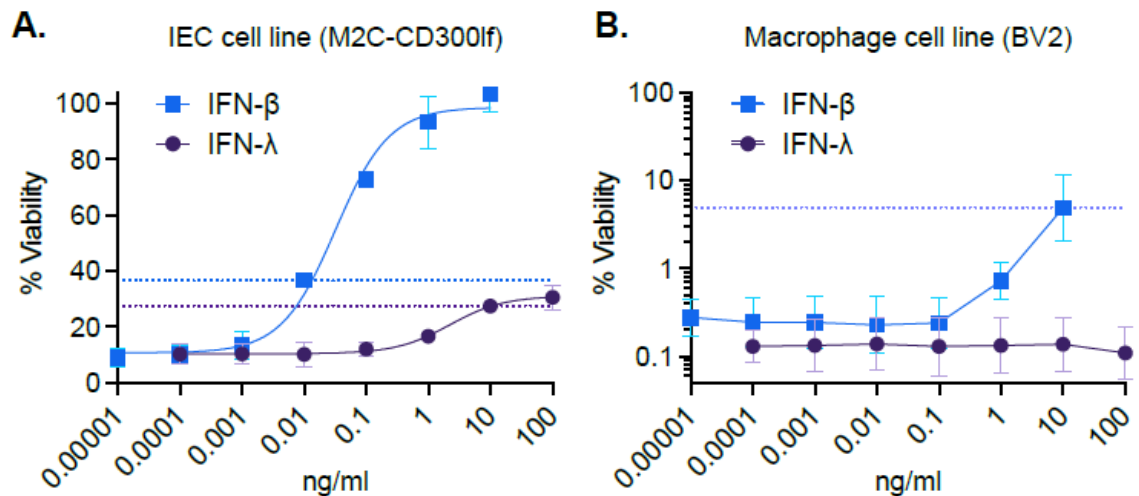 A.
IEC cell line (M2C-CD300lf)
IFN-β
IFN-λ
% Viability
100
80
60
40
20
0
0.00001
0.0001
0.001
0.01
0.1
1
10
100
ng/ml
B.
Macrophage cell line (BV2)
IFN-β
IFN-λ
% Viability
100
10
1
0.1
0.00001
0.0001
0.001
0.01
0.1
1
10
100
ng/ml